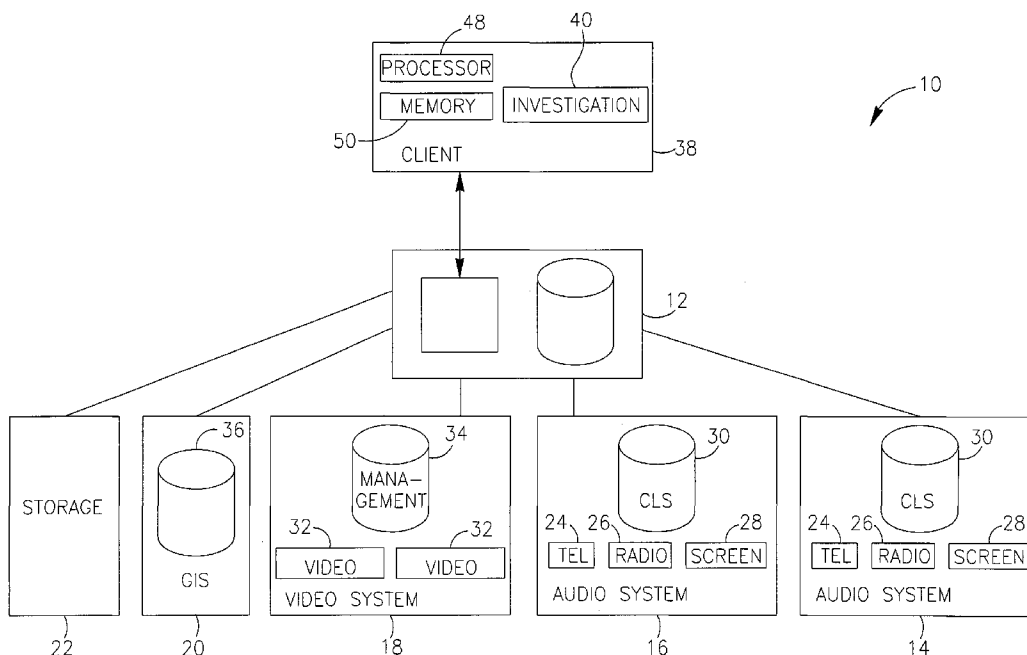 48
40
PROCESSOR
10
MEMORY
INVESTIGATION
50
CLIENT
38
12
36
34
30
30
MANA-
GEMENT
CLS
CLS
STORAGE
32
32
24
26
28
24
26
28
VIDEO
VIDEO
TEL
RADIO
SCREEN
TEL
RADIO
SCREEN
GIS
VIDEO SYSTEM
AUDIO SYSTEM
AUDIO SYSTEM
22
20
18
16
14